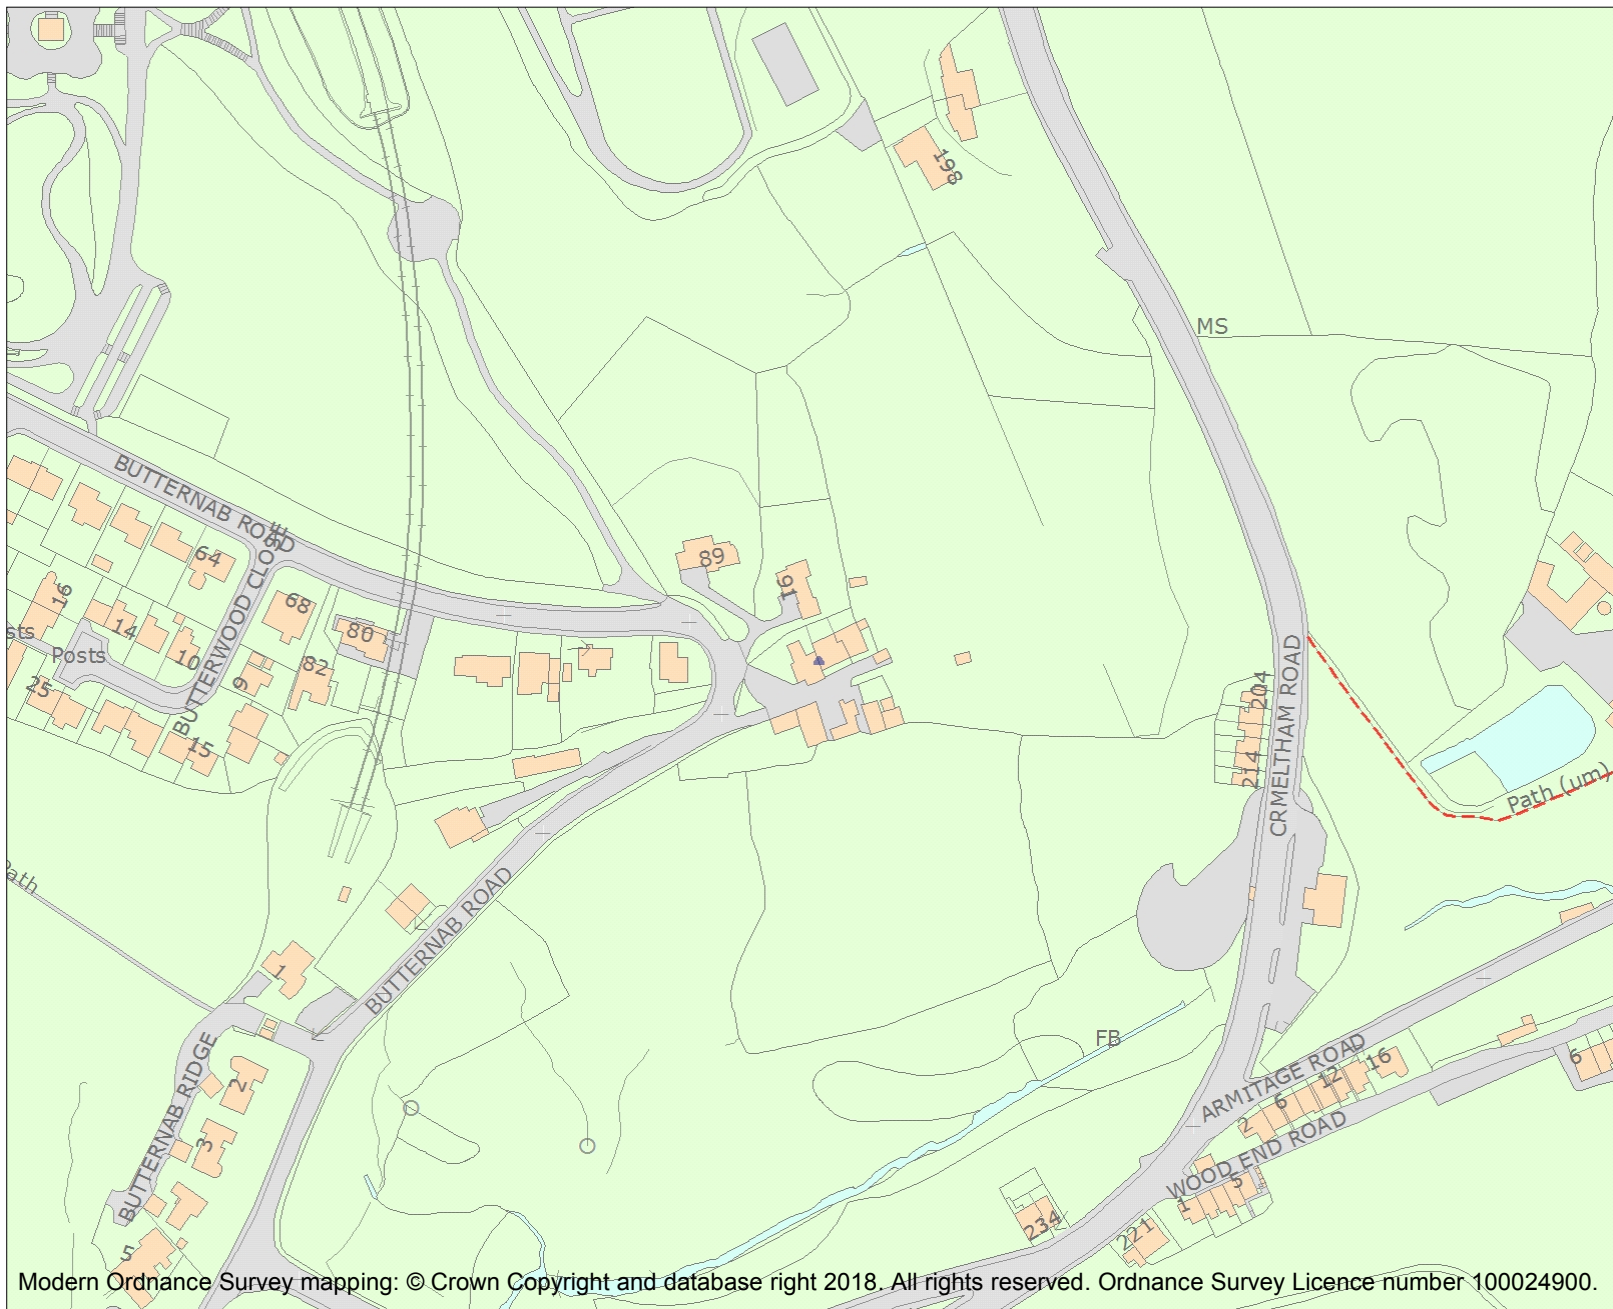 198
MS
BUTTERNAB ROAD
BUTTERWOOD CLOSE
64
89
91
16
68
14
80
sts
Posts
10
82
9
25
15
204
CRMELTHAM ROAD
214
Path (um)
Path
BUTTERNAB ROAD
1
FB
BUTTERNAB RIDGE
2
3
5
ARMITAGE ROAD
16
12
6
2
6
WOOD END ROAD
5
1
234
221
Modern Ordnance Survey mapping: © Crown Copyright and database right 2018. All rights reserved. Ordnance Survey Licence number 100024900.